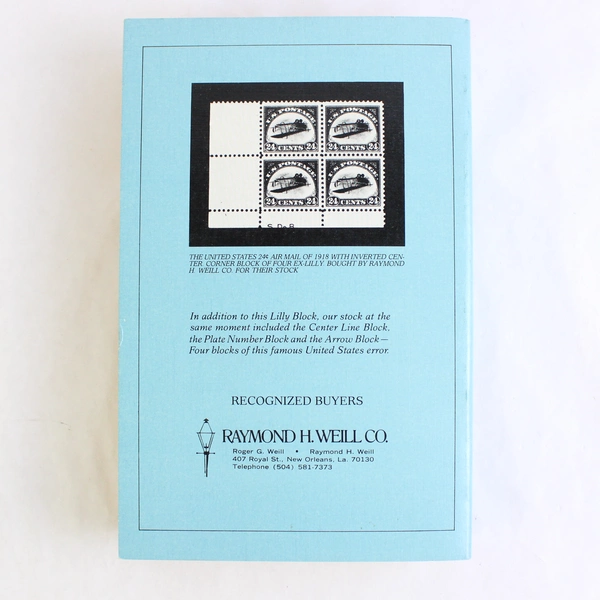 U.S. POSTAGE U.S. POSTAGE
24 CENTS 24 24 CENTS 24
U.S. POSTAGE U.S. POSTAGE
24 CENTS 24 24 CENTS 24
THE UNITED STATES 24¢ AIR MAIL OF 1918 WITH INVERTED CEN-
TER. CORNER BLOCK OF FOUR EX-LILLY. BOUGHT BY RAYMOND
H. WEILL CO. FOR THEIR STOCK
In addition to this Lilly Block, our stock at the
same moment included the Center Line Block,
the Plate Number Block and the Arrow Block—
Four blocks of this famous United States error.
RECOGNIZED BUYERS
RAYMOND H. WEILL CO.
Roger G. Weill • Raymond H. Weill
407 Royal St., New Orleans, La. 70130
Telephone (504) 581-7373